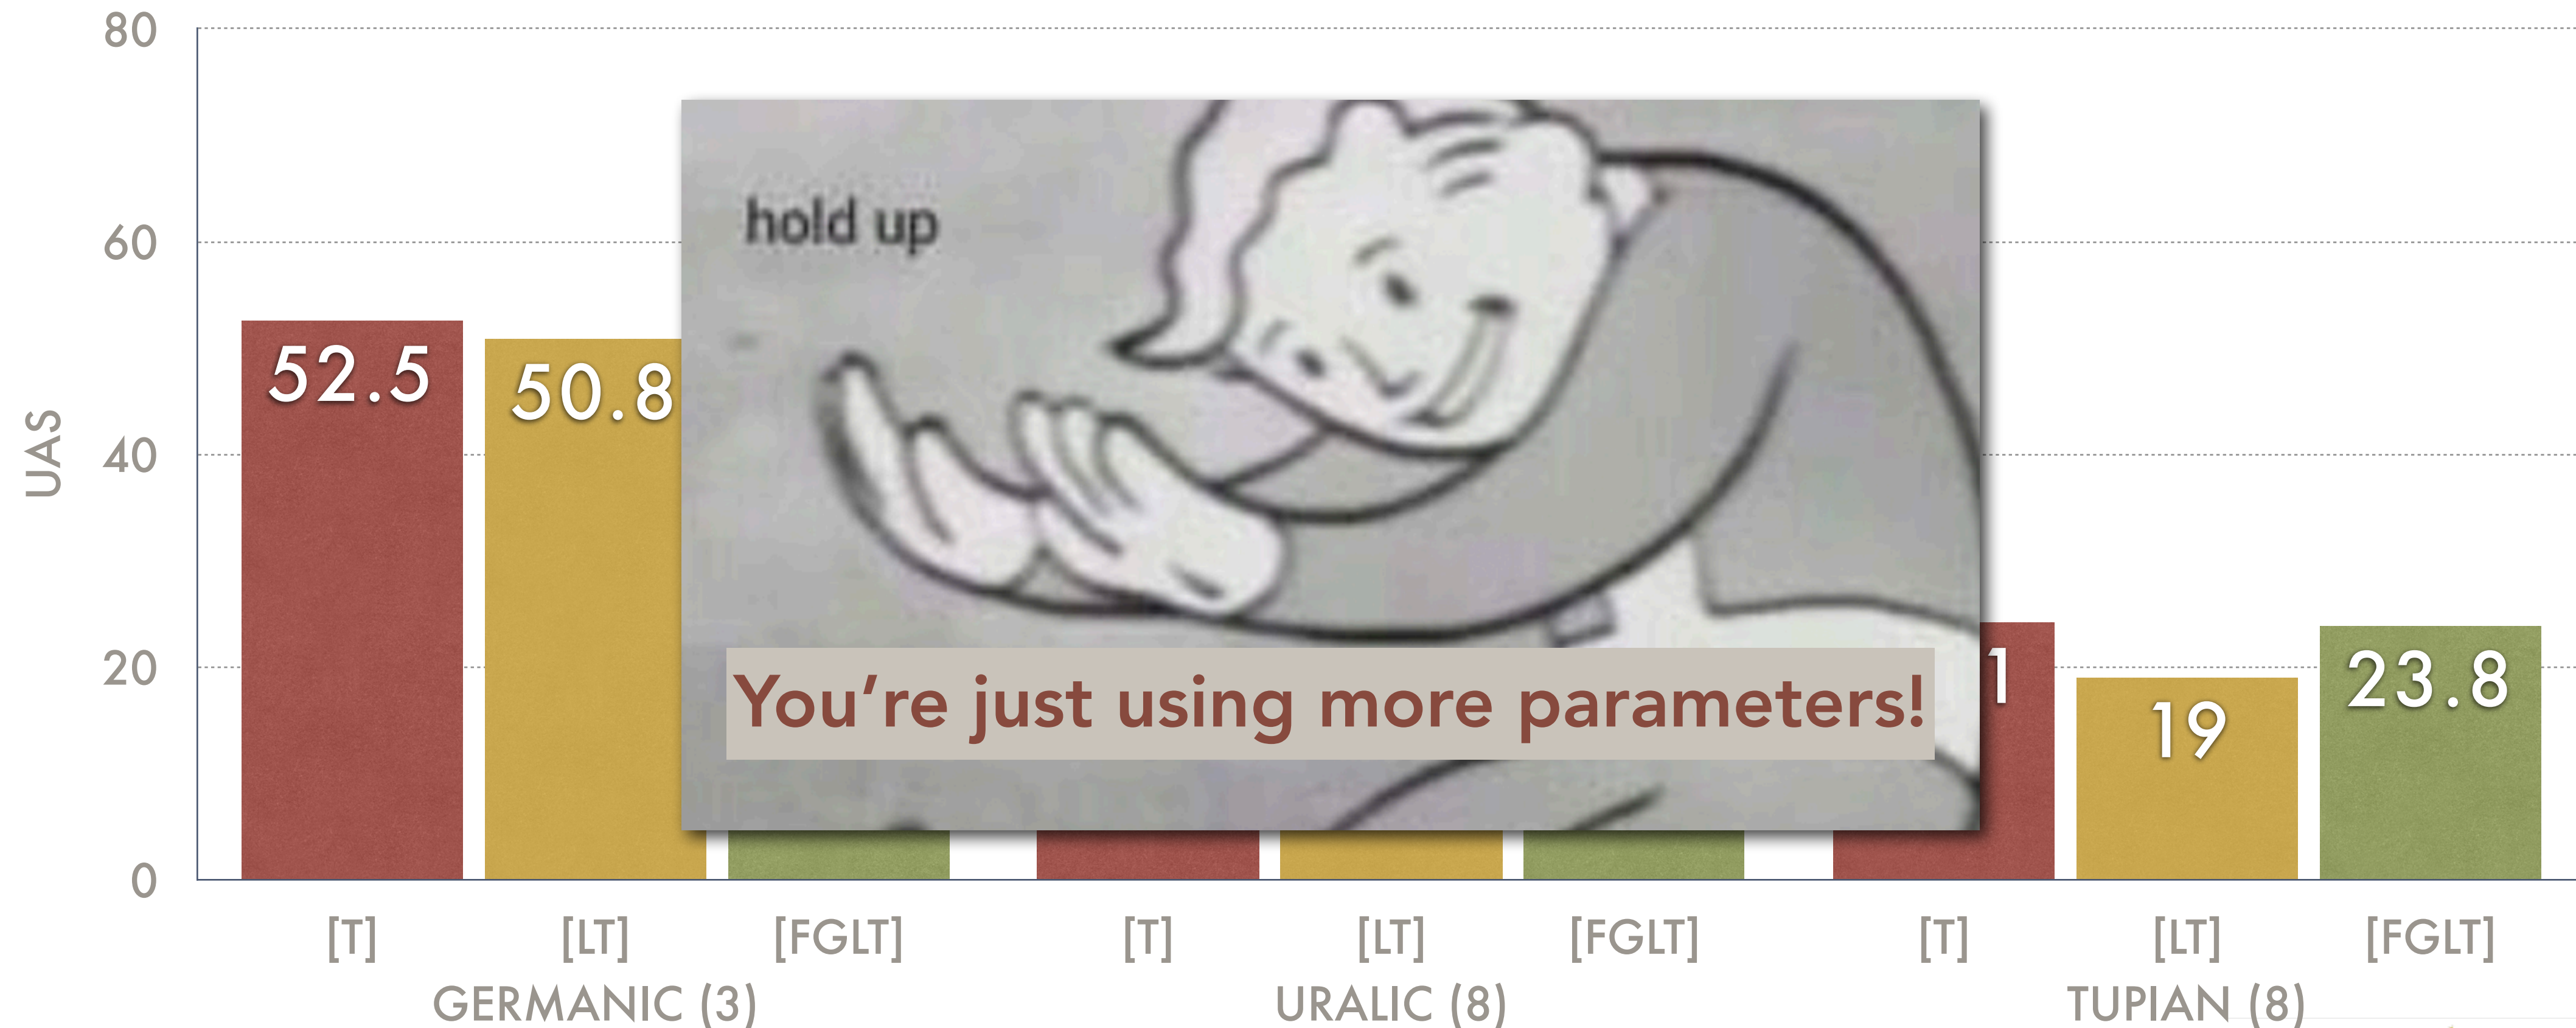 80
60
40
20
0
UAS
52.5
50.8
hold up
You're just using more parameters!
1
19
23.8
[T] [LT] [FGLT] [T] [LT] [FGLT] [T] [LT] [FGLT]
GERMANIC (3) URALIC (8) TUPIAN (8)